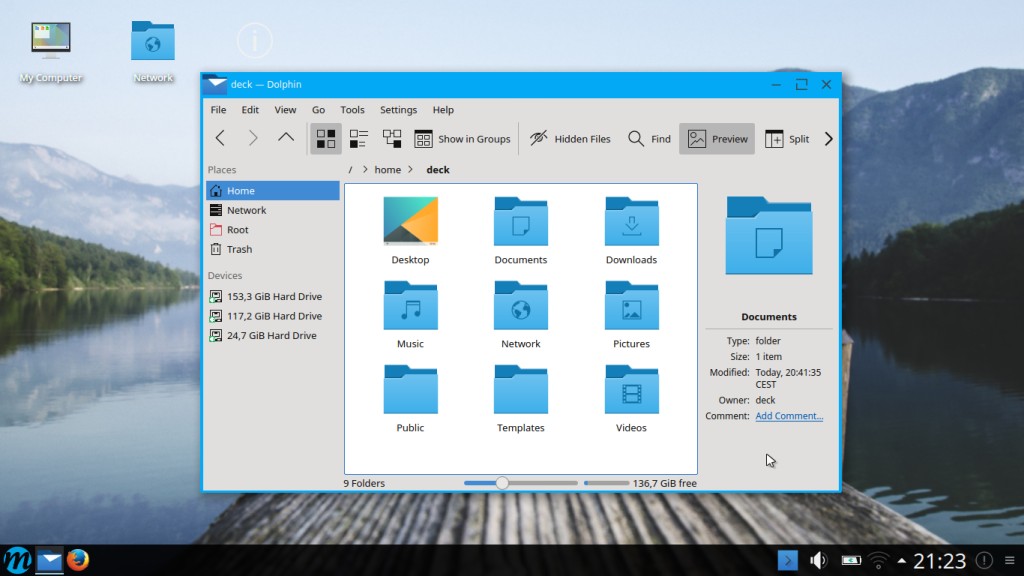 My Computer
Network
deck — Dolphin
File Edit View Go Tools Settings Help
Show in Groups Hidden Files Find Preview Split
Places
Home
Network
Root
Trash
Devices
153,3 GiB Hard Drive
117,2 GiB Hard Drive
24,7 GiB Hard Drive
/ > home > deck
Desktop Documents Downloads
Music Network Pictures
Public Templates Videos
9 Folders 136,7 GiB free
Documents
Type: folder
Size: 1 item
Modified: Today, 20:41:35
CEST
Owner: deck
Comment: Add Comment...
21:23